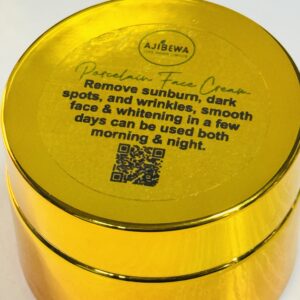 AJIBEWA
Porcelain Face Cream
Remove sunburn, dark
spots, and wrinkles, smooth
face & whitening in a few
days can be used both
morning & night.